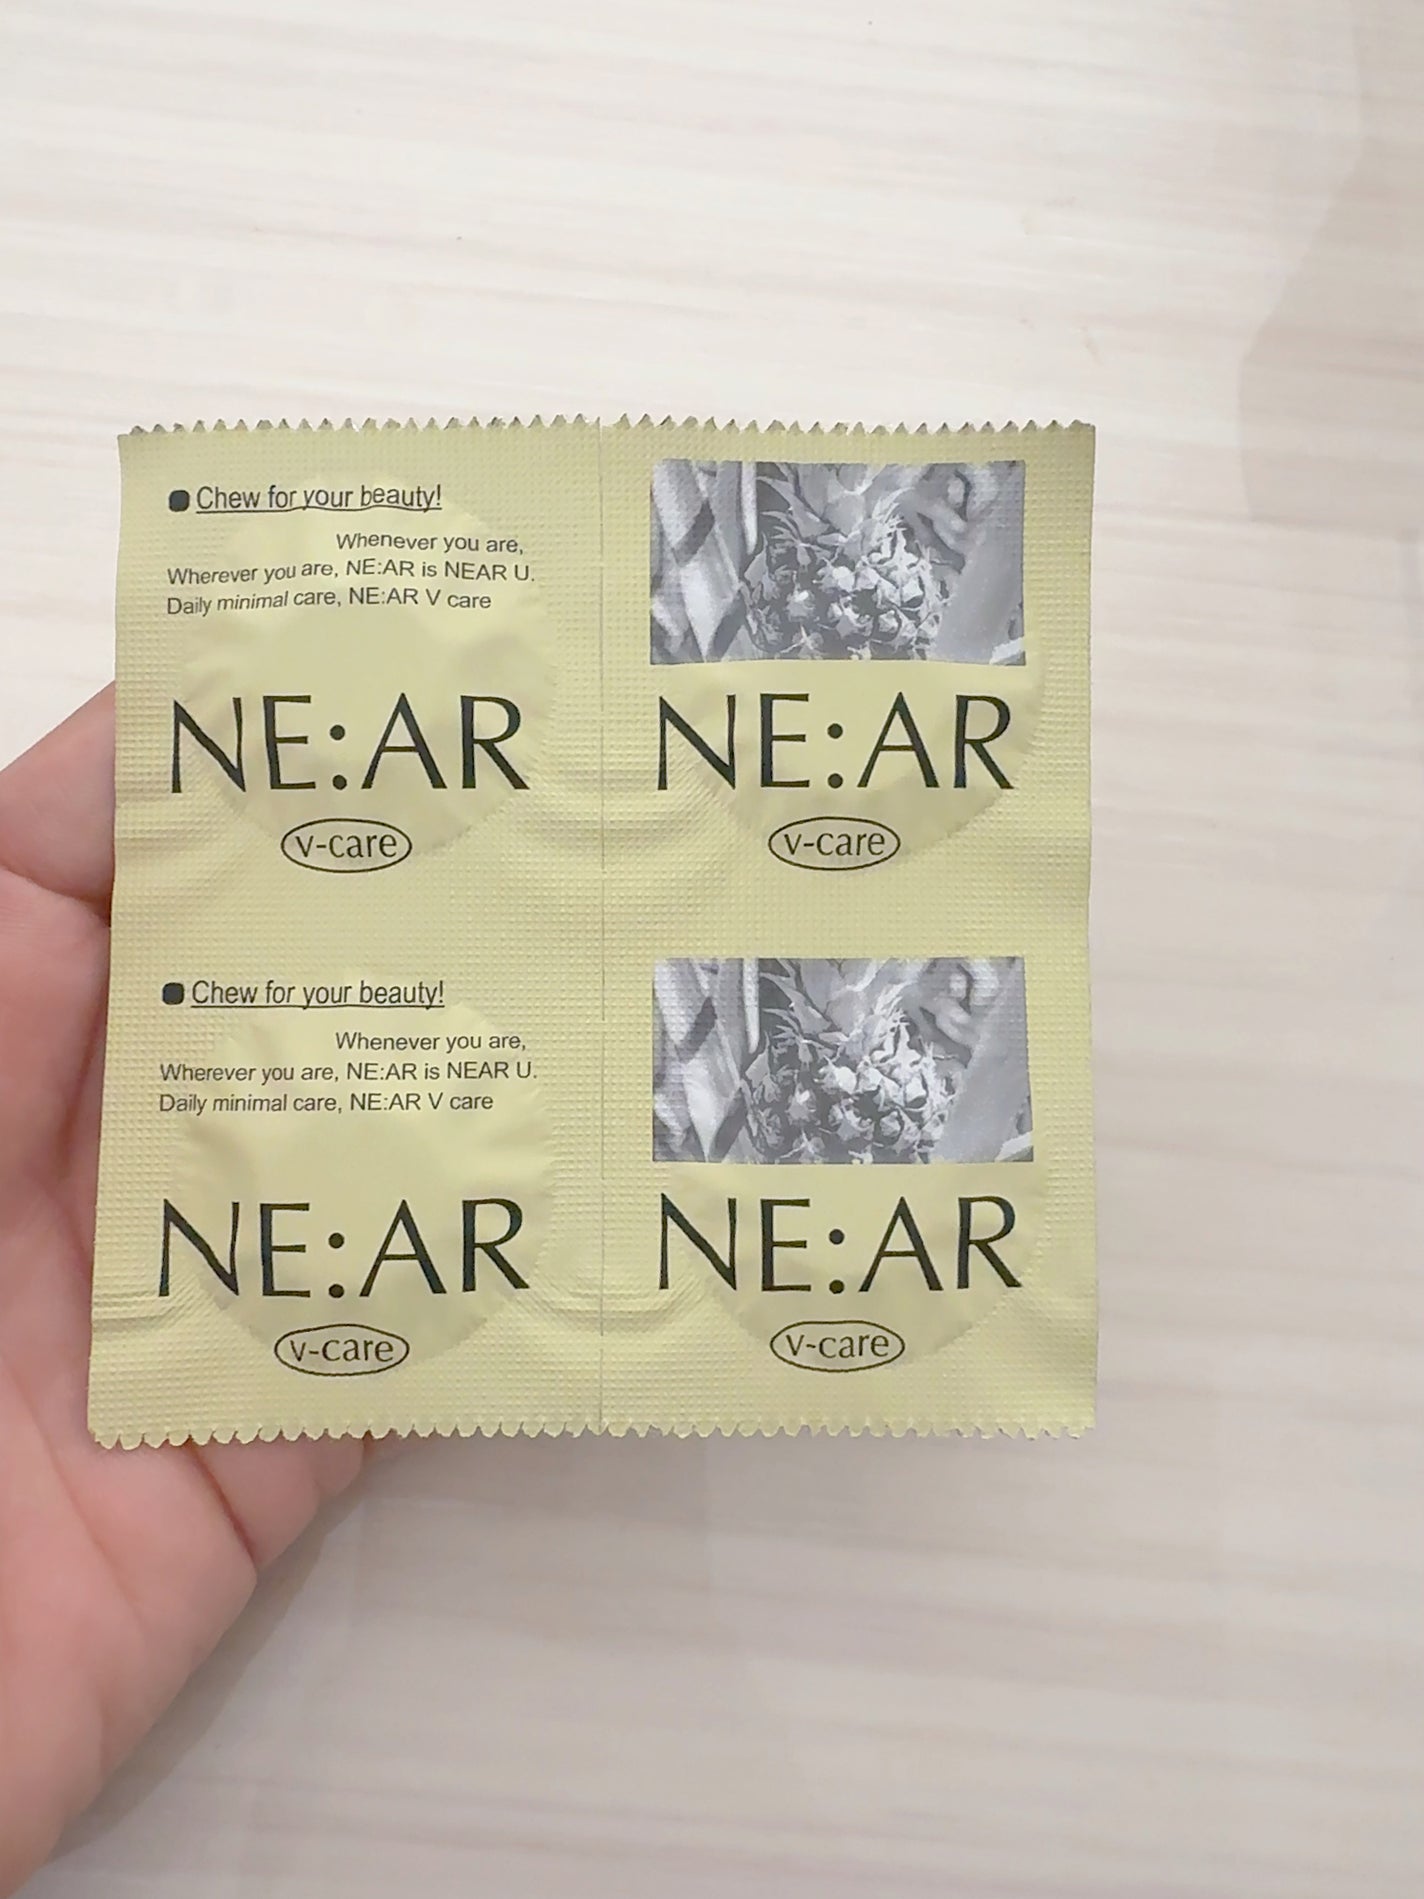 Chew for your beauty!
Whenever you are,
Wherever you are, NE:AR is NEAR U.
Daily minimal care, NE:AR V care
NE:AR
v-care
NE:AR
v-care
Chew for your beauty!
Whenever you are,
Wherever you are, NE:AR is NEAR U.
Daily minimal care, NE:AR V care
NE:AR
v-care
NE:AR
v-care